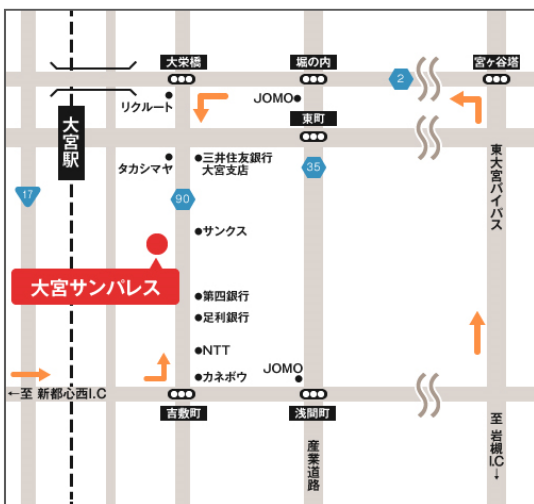 大栄橋
堀の内
宮ヶ谷塔
2
リクルート
JOMO
東町
大宮駅
タカシマヤ
三井住友銀行
大宮支店
35
東大宮バイパス
17
90
サンクス
大宮サンパレス
第四銀行
足利銀行
NTT
カネボウ
JOMO
←至 新都心西I.C
吉敷町
浅間町
産業道路
至 岩槻I.C→